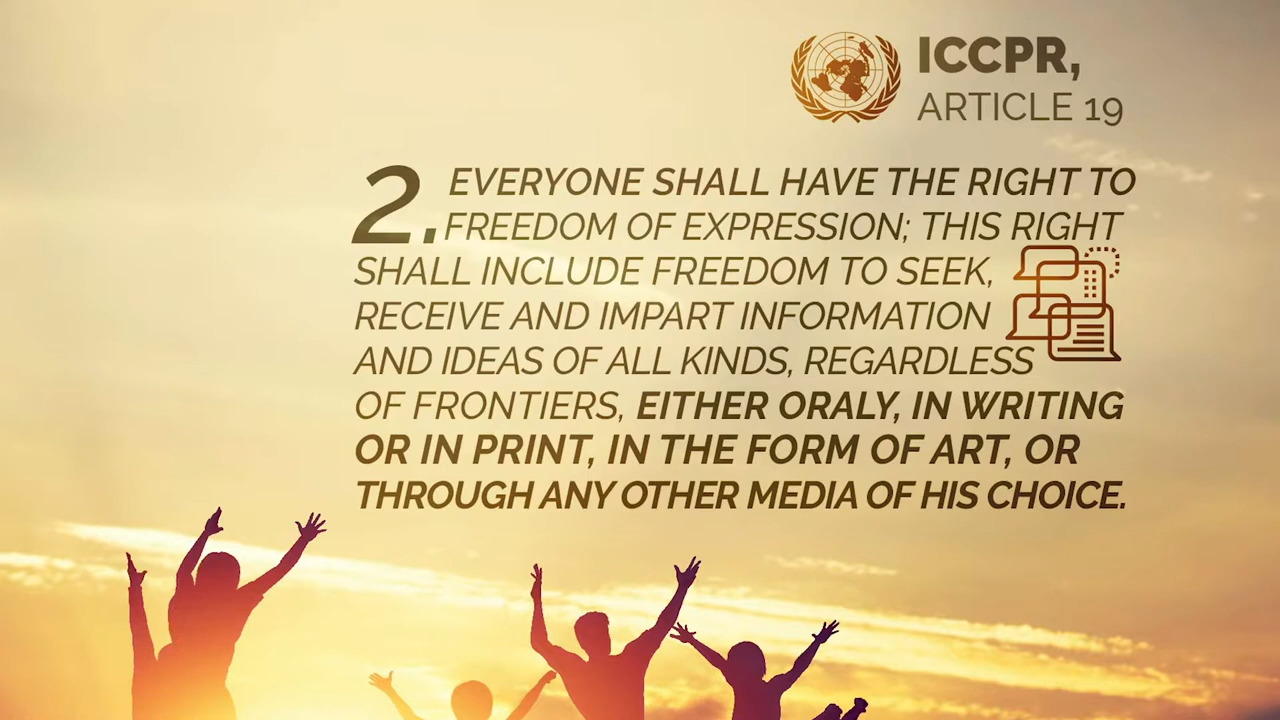 ICCPR,
ARTICLE 19
2. EVERYONE SHALL HAVE THE RIGHT TO
FREEDOM OF EXPRESSION; THIS RIGHT
SHALL INCLUDE FREEDOM TO SEEK,
RECEIVE AND IMPART INFORMATION
AND IDEAS OF ALL KINDS, REGARDLESS
OF FRONTIERS, EITHER ORALY, IN WRITING
OR IN PRINT, IN THE FORM OF ART, OR
THROUGH ANY OTHER MEDIA OF HIS CHOICE.